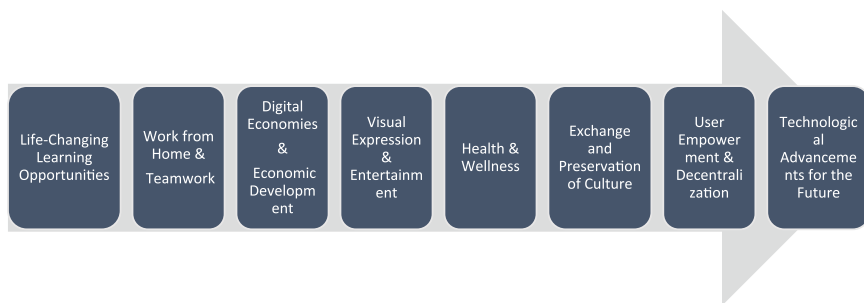 Life-Changing
Learning
Opportunities
Work from
Home &
Teamwork
Digital
Economies
&
Economic
Developm
ent
Visual
Expression
&
Entertainm
ent
Health &
Wellness
Exchange
and
Preservation
of Culture
User
Empower
ment &
Decentrali
zation
Technologic
al
Advanceme
nts for the
Future